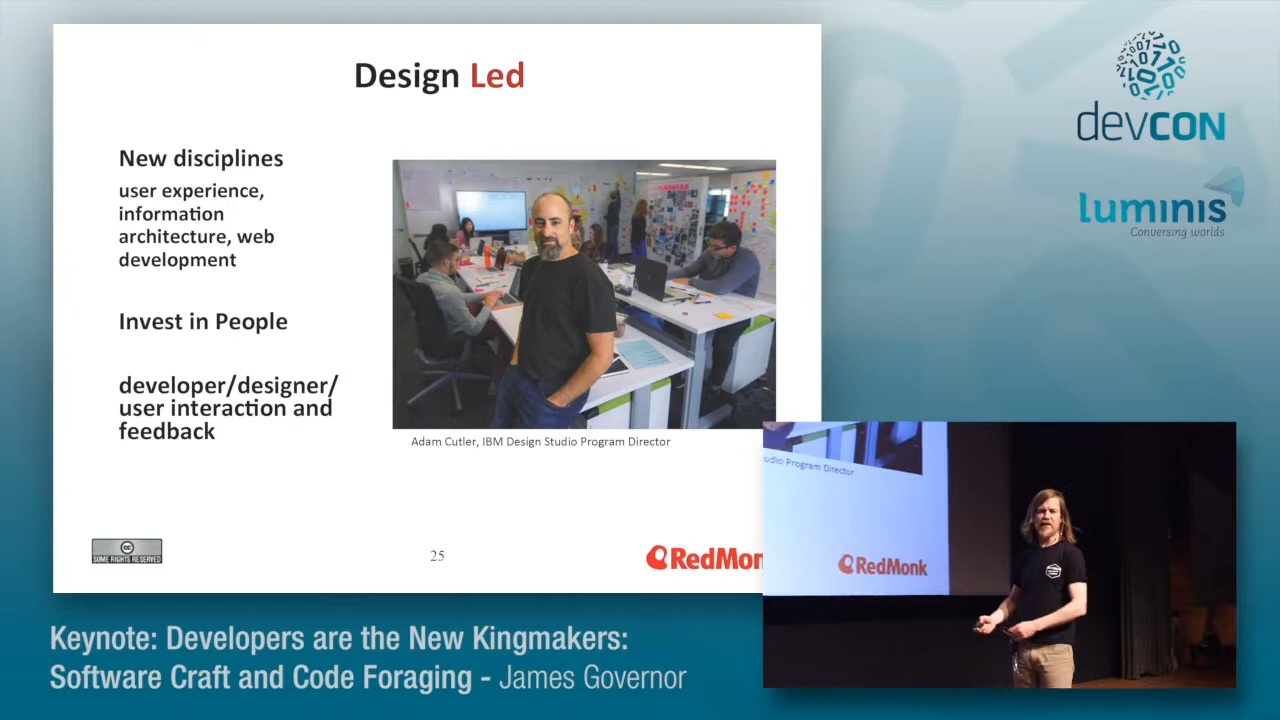 Design Led
New disciplines
user experience,
information
architecture, web
development
Invest in People
developer/designer/
user interaction and
feedback
Adam Cutler, IBM Design Studio Program Director
SOME RIGHTS RESERVED
25
RedMon
devcon
luminis
Conversing worlds
udio Program Director
RedMonk
Keynote: Developers are the New Kingmakers:
Software Craft and Code Foraging - James Governor